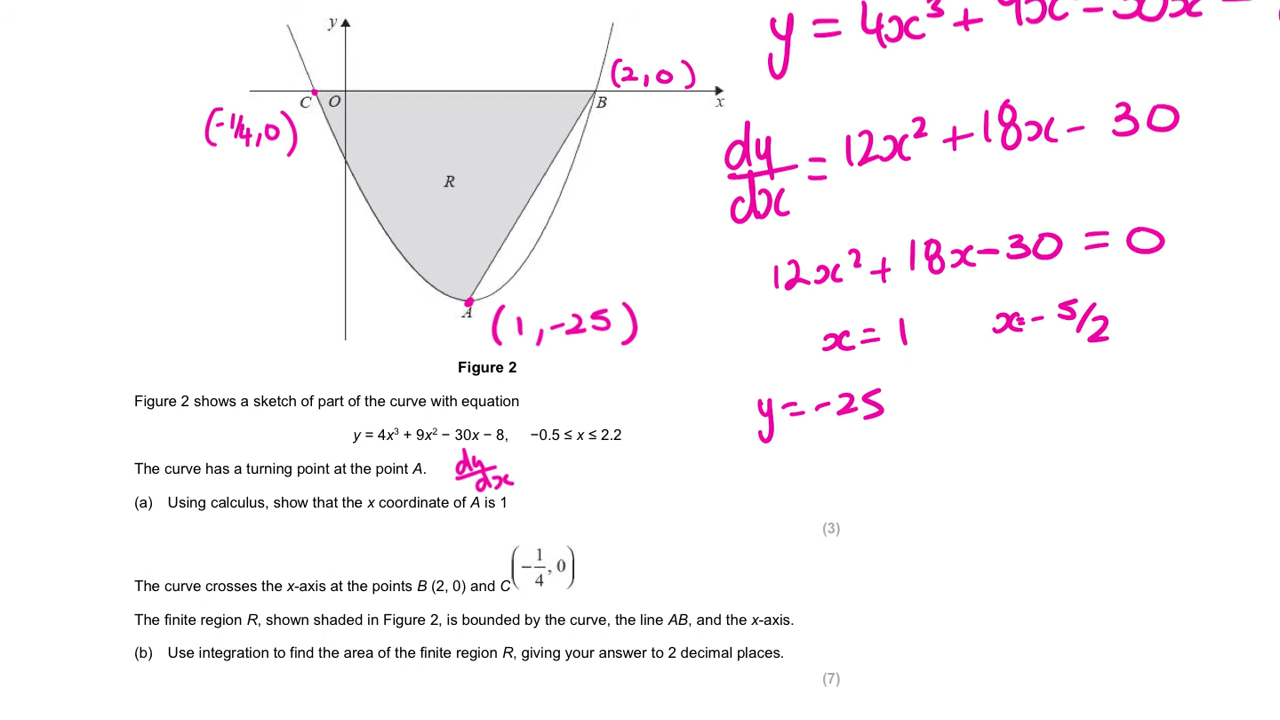 y
y = 4x³ + 9x² - 30x -
(2,0)
C O B x
(-1/4,0)
dy/dx = 12x² + 18x - 30
R
12x² + 18x - 30 = 0
A (1,-25)
x = 1 x = - 5/2
Figure 2
y = -25
Figure 2 shows a sketch of part of the curve with equation
y = 4x³ + 9x² − 30x − 8, −0.5 ≤ x ≤ 2.2
The curve has a turning point at the point A. dy/dx
(a) Using calculus, show that the x coordinate of A is 1
(3)
The curve crosses the x-axis at the points B (2, 0) and C(−1/4, 0)
The finite region R, shown shaded in Figure 2, is bounded by the curve, the line AB, and the x-axis.
(b) Use integration to find the area of the finite region R, giving your answer to 2 decimal places.
(7)